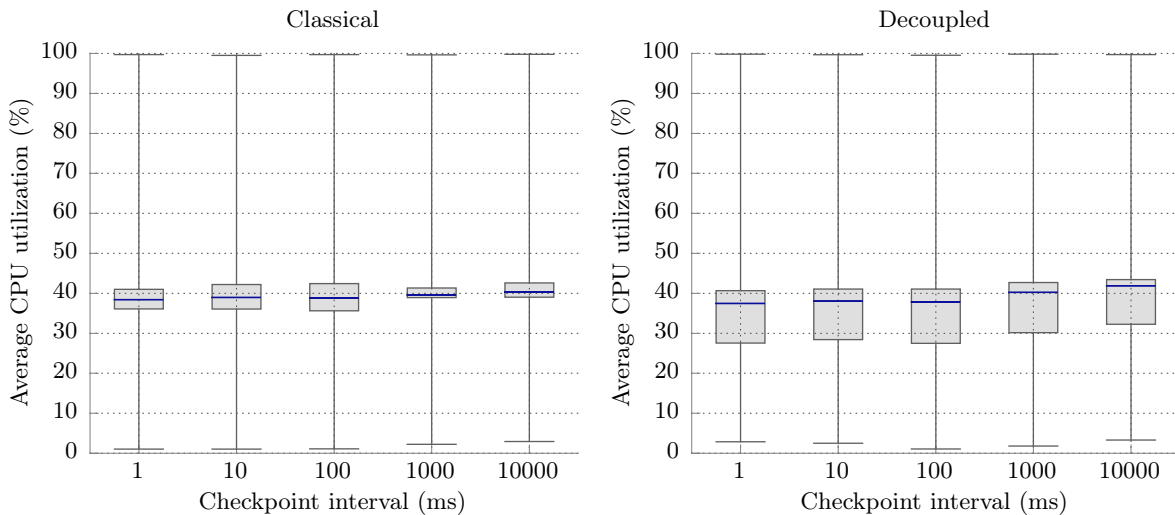 Classical
Average CPU utilization (%)
100
90
80
70
60
50
40
30
20
10
0
1 10 100 1000 10000
Checkpoint interval (ms)
Decoupled
Average CPU utilization (%)
100
90
80
70
60
50
40
30
20
10
0
1 10 100 1000 10000
Checkpoint interval (ms)